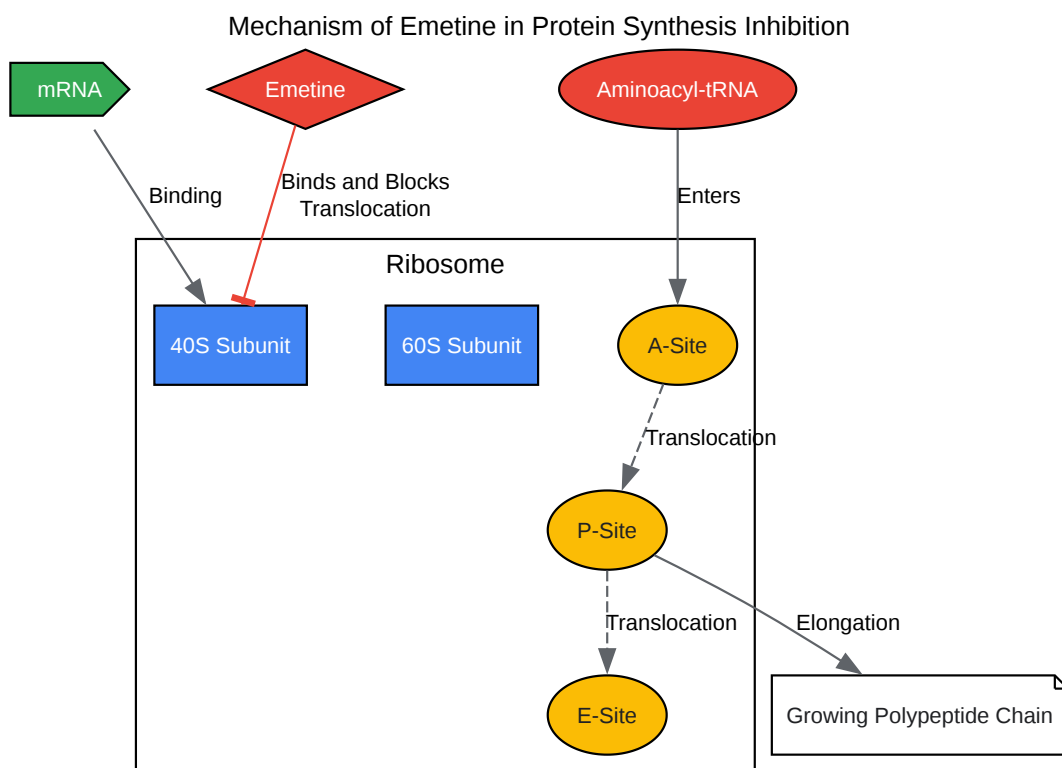 Mechanism of Emetine in Protein Synthesis Inhibition
mRNA
Emetine
Aminoacyl-tRNA
Binding
Binds and Blocks
Translocation
Enters
Ribosome
40S Subunit
60S Subunit
A-Site
Translocation
P-Site
Translocation
Elongation
E-Site
Growing Polypeptide Chain